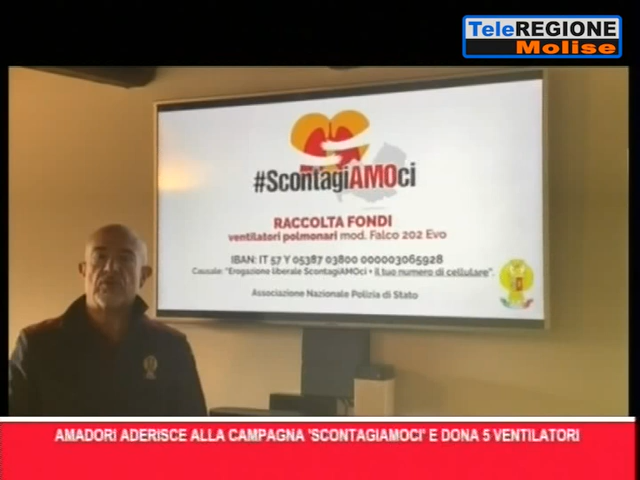 TeleREGIONE
Molise
#ScontagiAMOci
RACCOLTA FONDI
ventilatori polmonari mod. Falco 202 Evo
IBAN: IT 57 Y 05387 03800 000003065928
Causale: "Erogazione liberale ScontagiAMOci + il tuo numero di cellulare".
Associazione Nazionale Polizia di Stato
AMADORI ADERISCE ALLA CAMPAGNA 'SCONTAGIAMOCI' E DONA 5 VENTILATORI